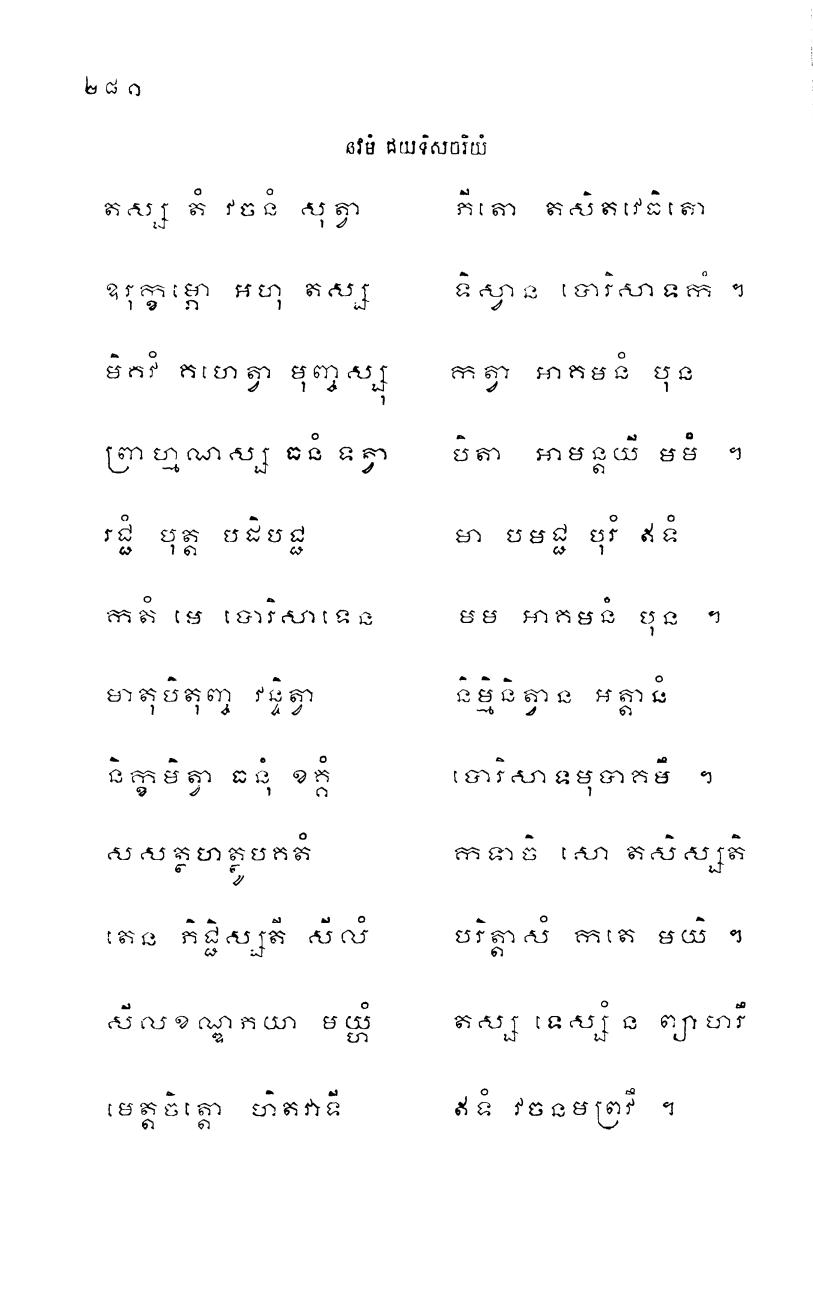 ២៨១
នវមំ ជយទិសចរិយំ
តស្ស តំ វចនំ សុត្វា ភីតោ តសិតវេធិតោ
ឧរុក្ខម្ភោ អហុ តស្ស ទិស្វាន បោរិសាទកំ ។
មិគវំ គហេត្វា មុញ្ចស្សុ កត្វា អាគមនំ បុន
ព្រាហ្មណស្ស ធនំ ទត្វា បិតា អាមន្តយី មមំ ។
រជ្ជំ បុត្ត បដិបជ្ជ មា បមជ្ជ បុរំ ឥទំ
កតំ មេ បោរិសាទេន មម អាគមនំ បុន ។
មាតុបិតុញ្ច វន្ទិត្វា និម្មិនិត្វាន អត្តានំ
និក្ខមិត្វា ធនុំ ខគ្គំ បោរិសាទមុបាគមឹ ។
សសត្ថហត្ថូបគតំ កទាចិ សោ តសិស្សតិ
តេន ភិជ្ជិស្សតី សីលំ បរិត្តាសំ កតេ មយិ ។
សីលខណ្ឌភយា មយ្ហំ តស្ស ទេស្សំ ន ព្យាហរឹ
មេត្តចិត្តោ ហិតវាទី ឥទំ វចនមព្រវឹ ។